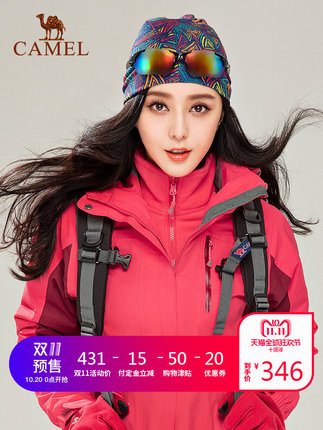 CAMEL
11.11
天猫全球狂欢节
十周年
双11
预售
10.20 0点开抢
431 - 15 - 50 - 20
双11活动价 付定金立减 购物津贴 优惠券
到手价 ¥ 346